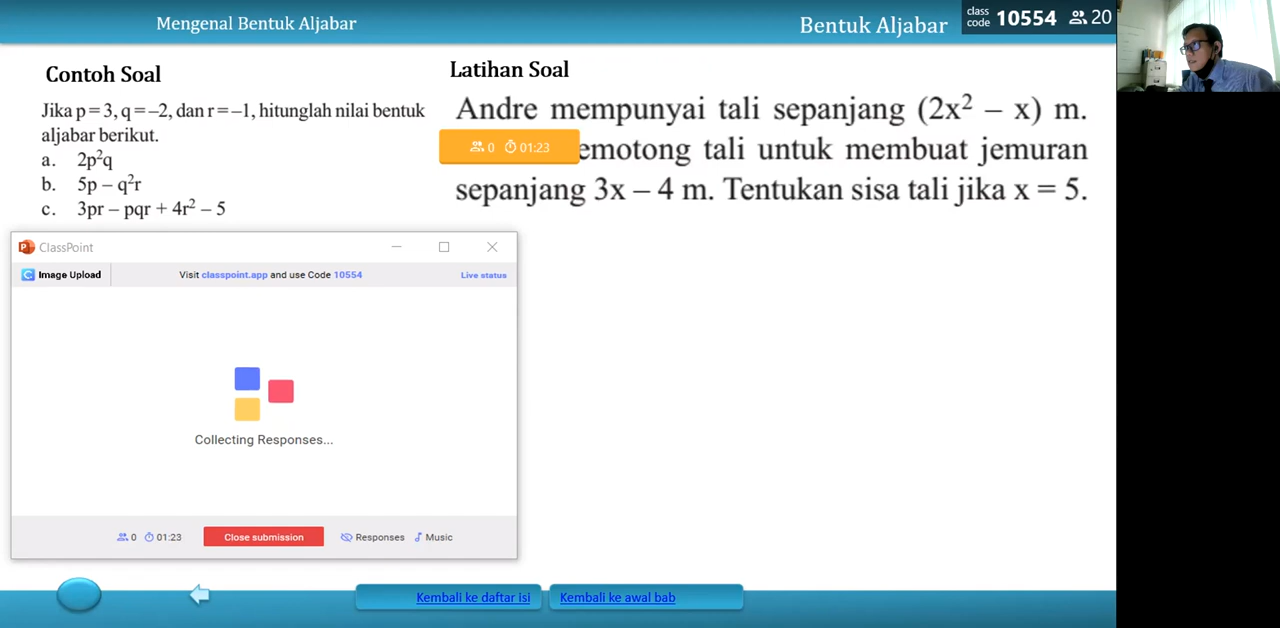 Mengenal Bentuk Aljabar
Bentuk Aljabar
class code 10554 20
Contoh Soal
Jika p = 3, q = –2, dan r = –1, hitunglah nilai bentuk
aljabar berikut.
a. 2p²q
b. 5p – q²r
c. 3pr – pqr + 4r² – 5
Latihan Soal
Andre mempunyai tali sepanjang (2x² – x) m.
0 01:23
emotong tali untuk membuat jemuran
sepanjang 3x – 4 m. Tentukan sisa tali jika x = 5.
ClassPoint
Image Upload Visit classpoint.app and use Code 10554 Live status
Collecting Responses...
0 01:23 Close submission Responses Music
Kembali ke daftar isi Kembali ke awal bab